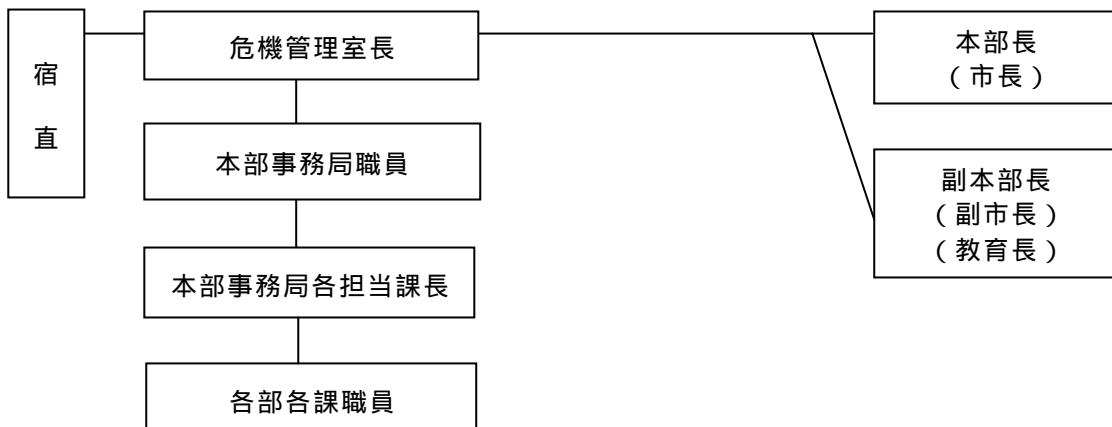 宿
直
危機管理室長
本部事務局職員
本部事務局各担当課長
各部各課職員
本部長
（市長）
副本部長
（副市長）
（教育長）